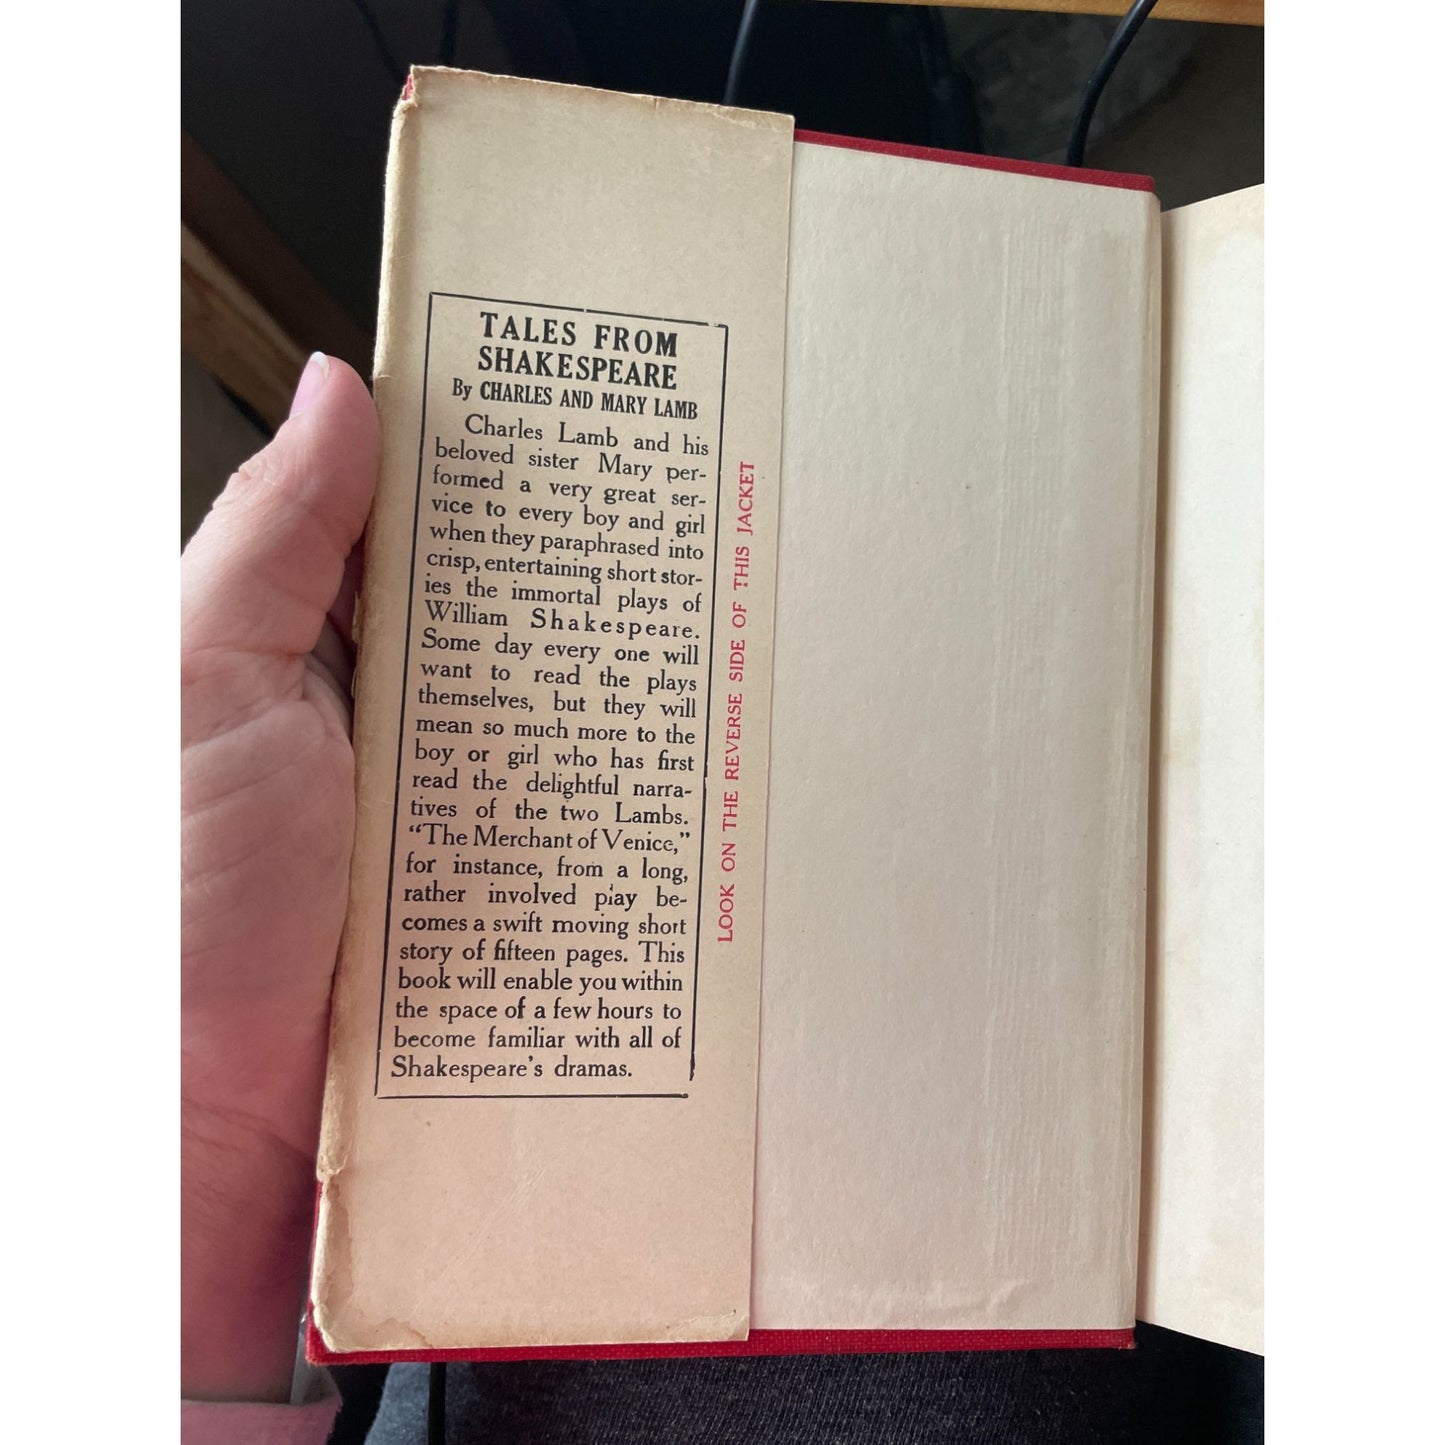 TALES FROM
SHAKESPEARE
By CHARLES AND MARY LAMB
Charles Lamb and his
beloved sister Mary per-
formed a very great ser-
vice to every boy and girl
when they paraphrased into
crisp, entertaining short stor-
ies the immortal plays of
William Shakespeare.
Some day every one will
want to read the plays
themselves, but they will
mean so much more to the
boy or girl who has first
read the delightful narra-
tives of the two Lambs.
“The Merchant of Venice,”
for instance, from a long,
rather involved play be-
comes a swift moving short
story of fifteen pages. This
book will enable you within
the space of a few hours to
become familiar with all of
Shakespeare's dramas.
LOOK ON THE REVERSE SIDE OF THIS JACKET